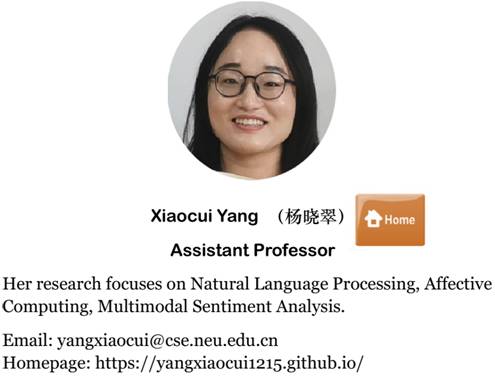 Xiaocui Yang （杨晓翠）
Home
Assistant Professor
Her research focuses on Natural Language Processing, Affective
Computing, Multimodal Sentiment Analysis.
Email: yangxiaocui@cse.neu.edu.cn
Homepage: https://yangxiaocui1215.github.io/